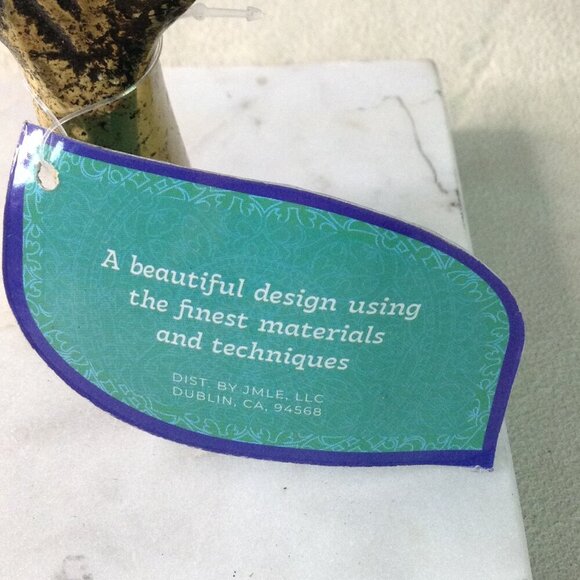 A beautiful design using
the finest materials
and techniques
DIST. BY JMLE, LLC
DUBLIN, CA, 94568